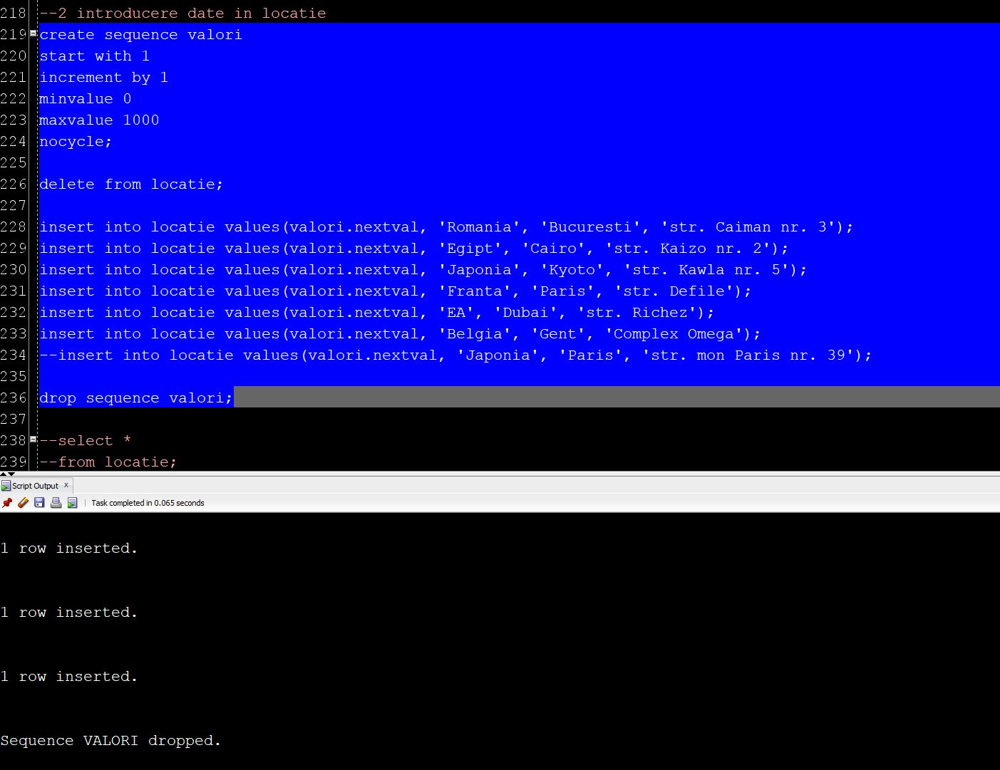 218 --2 introducere date in locatie
219 create sequence valori
220 start with 1
221 increment by 1
222 minvalue 0
223 maxvalue 1000
224 nocycle;
225
226 delete from locatie;
227
228 insert into locatie values(valori.nextval, 'Romania', 'Bucuresti', 'str. Caiman nr. 3');
229 insert into locatie values(valori.nextval, 'Egipt', 'Cairo', 'str. Kaizo nr. 2');
230 insert into locatie values(valori.nextval, 'Japonia', 'Kyoto', 'str. Kawla nr. 5');
231 insert into locatie values(valori.nextval, 'Franta', 'Paris', 'str. Defile');
232 insert into locatie values(valori.nextval, 'EA', 'Dubai', 'str. Richez');
233 insert into locatie values(valori.nextval, 'Belgia', 'Gent', 'Complex Omega');
234 --insert into locatie values(valori.nextval, 'Japonia', 'Paris', 'str. mon Paris nr. 39');
235
236 drop sequence valori;
237
238 --select *
239 --from locatie;
Script Output x
Task completed in 0.065 seconds
1 row inserted.
1 row inserted.
1 row inserted.
Sequence VALORI dropped.